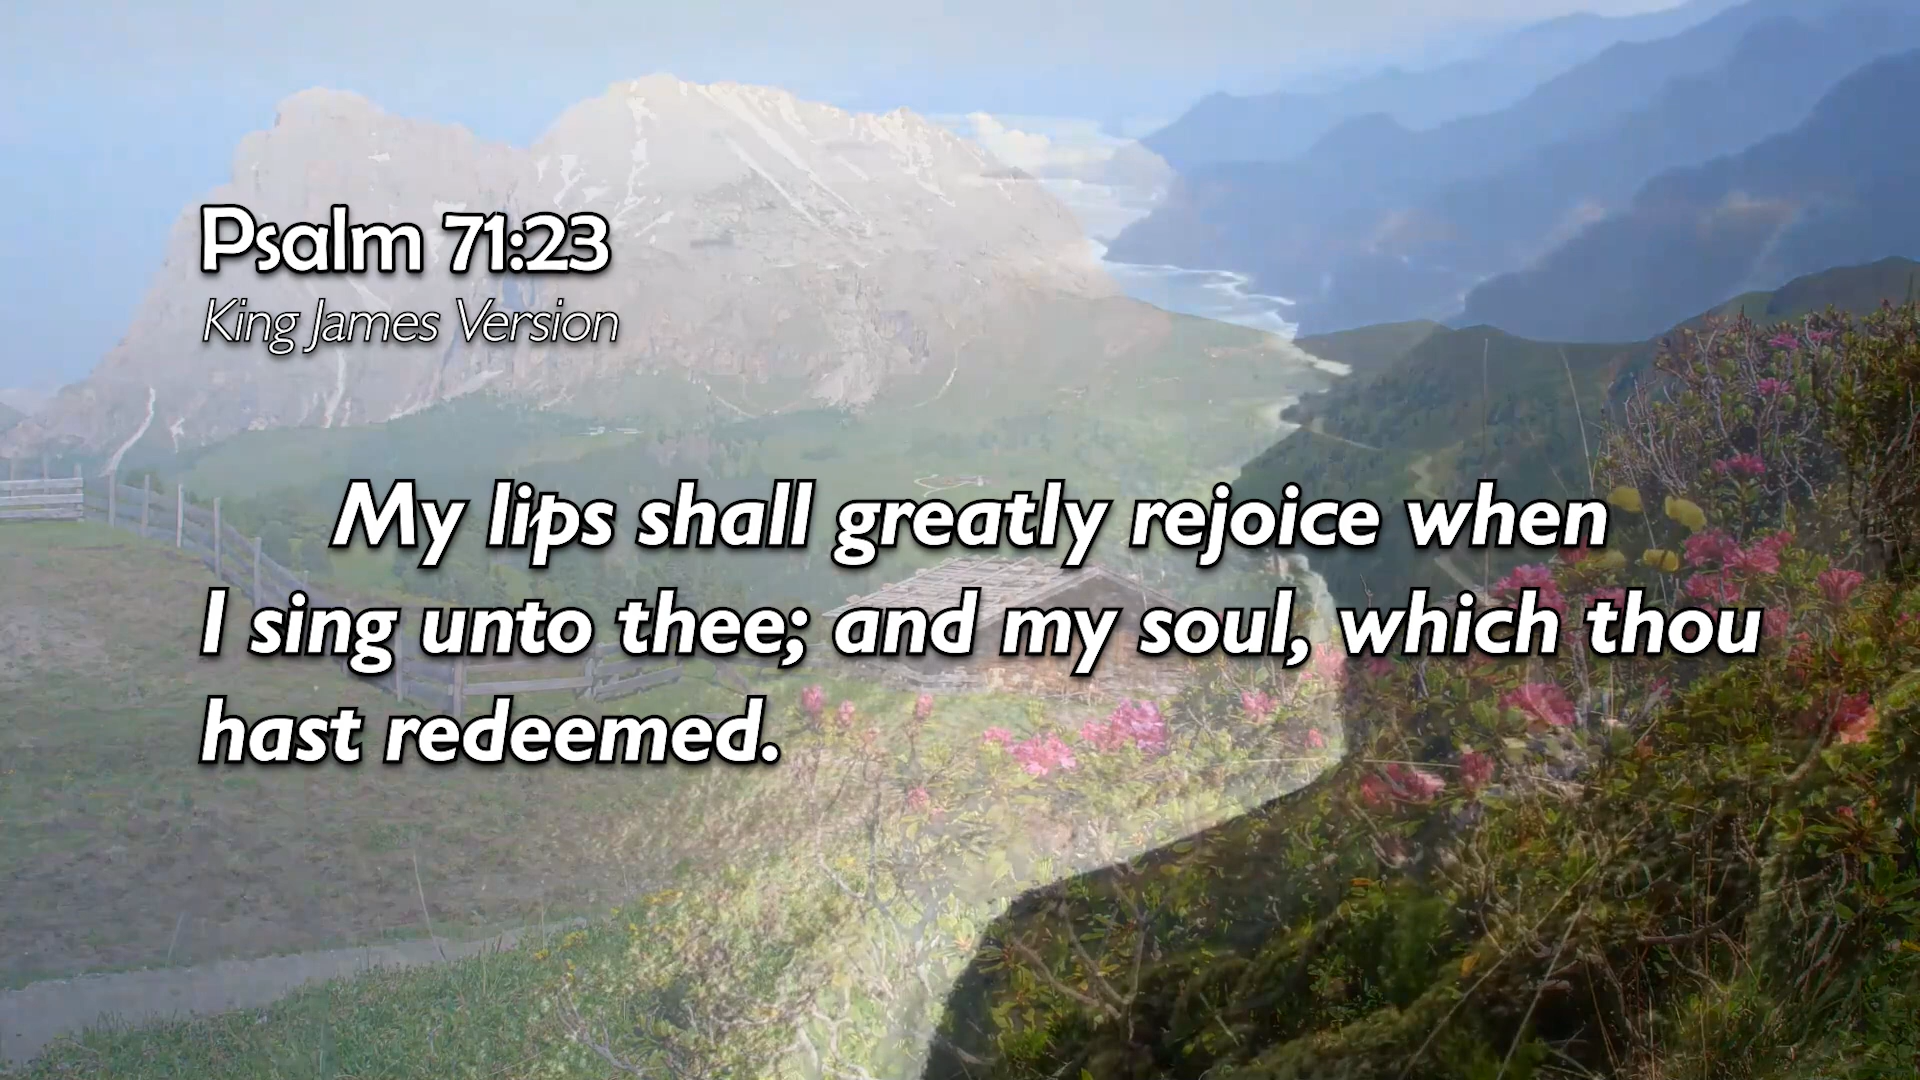 Psalm 71:23
King James Version
My lips shall greatly rejoice when
I sing unto thee; and my soul, which thou
hast redeemed.